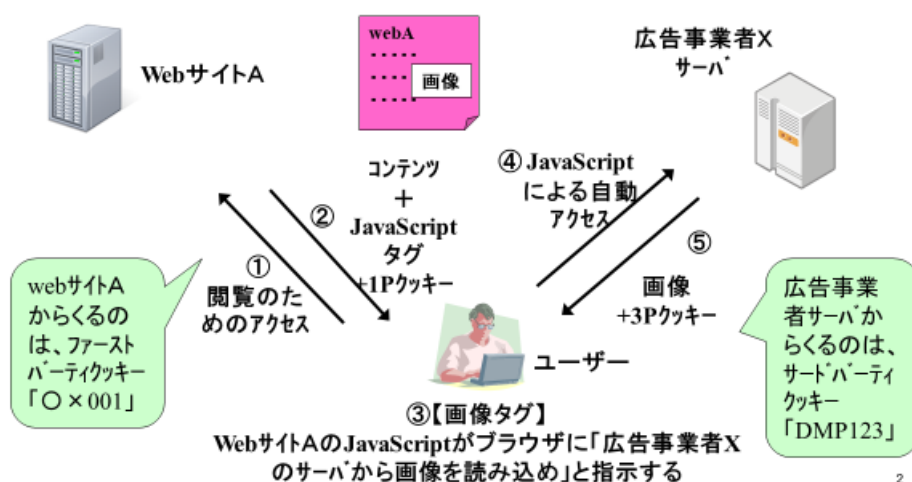 WebサイトA
webA
画像
広告事業者X
サーバ
コンテンツ
+
JavaScript
タグ
+1Pクッキー
②
①
閲覧のた
めのアクセス
④JavaScript
による自動
アクセス
⑤
画像
+3Pクッキー
webサイトA
からくるの
は、ファースト
パーティクッキー
「〇×001」
ユーザー
広告事業
者サーバか
らくるのは、
サードパーティ
クッキー
「DMP123」
③【画像タグ】
WebサイトAのJavaScriptがブラウザに「広告事業者X
のサーバから画像を読み込め」と指示する
2